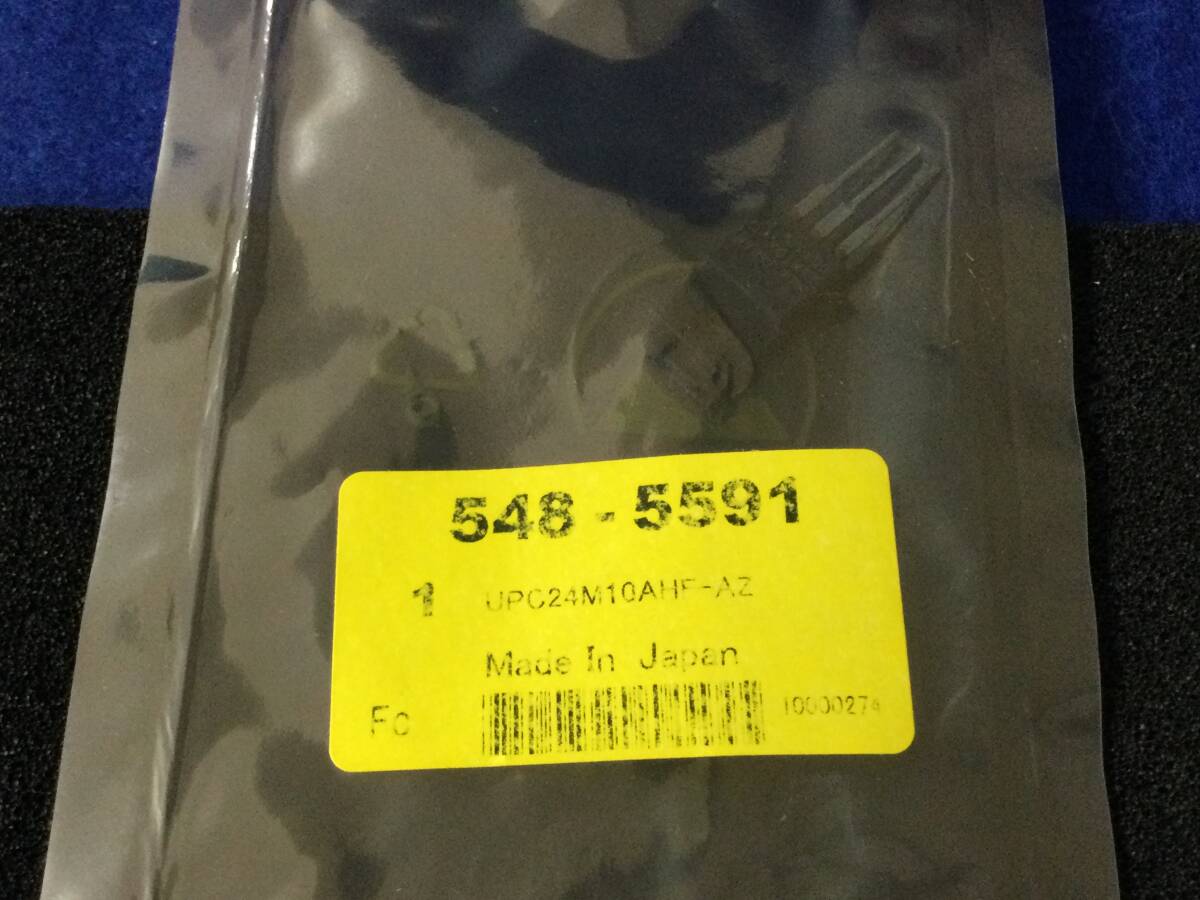 548 - 5591
1 UPC24M10AHF-AZ
Made In Japan
Fc 10000274